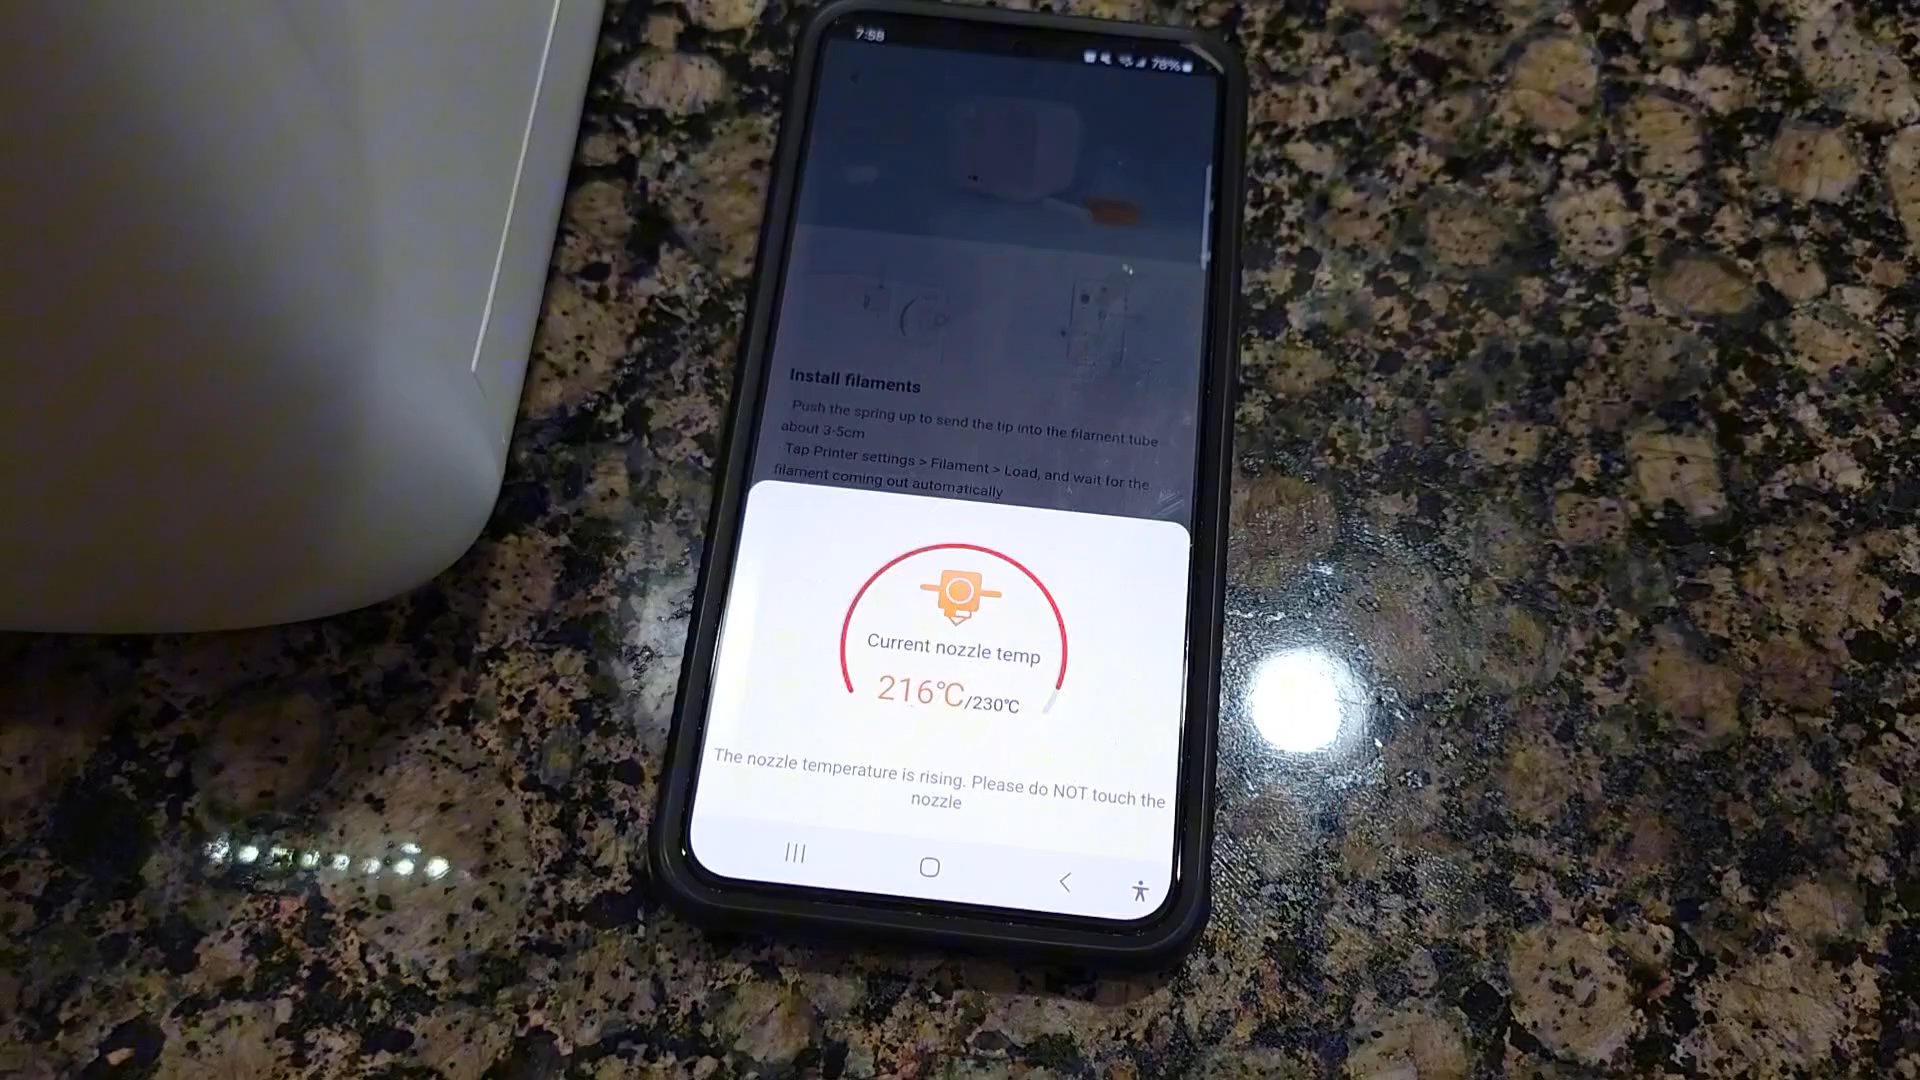 7:58
78%
Install filaments
Push the spring up to send the tip into the filament tube
about 3-5cm
Tap Printer settings > Filament > Load, and wait for the
filament coming out automatically
Current nozzle temp
216℃/230℃
The nozzle temperature is rising. Please do NOT touch the
nozzle